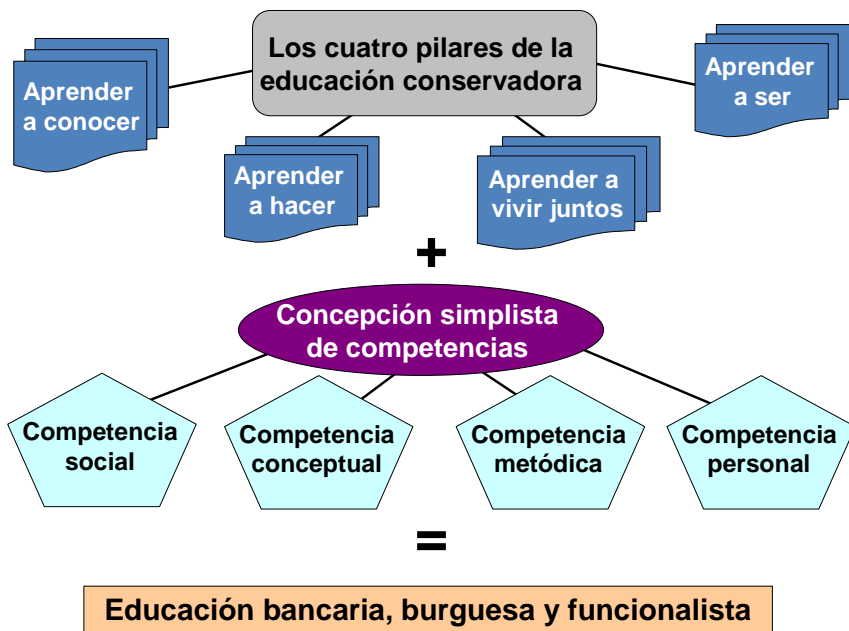 Los cuatro pilares de la
educación conservadora
Aprender
a conocer
Aprender
a ser
Aprender
a hacer
Aprender a
vivir juntos
+
Concepción simplista
de competencias
Competencia
social
Competencia
conceptual
Competencia
metódica
Competencia
personal
=
Educación bancaria, burguesa y funcionalista